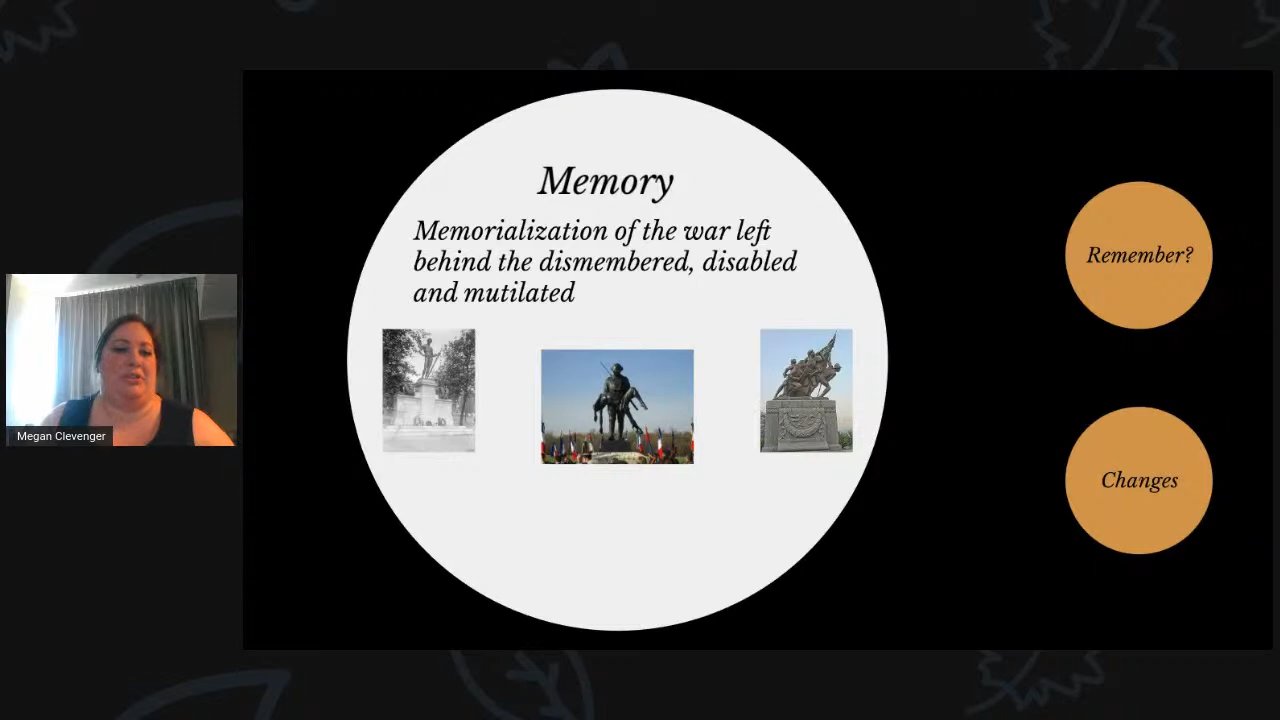 Memory
Memorialization of the war left
behind the dismembered, disabled
and mutilated
Remember?
Changes
Megan Clevenger